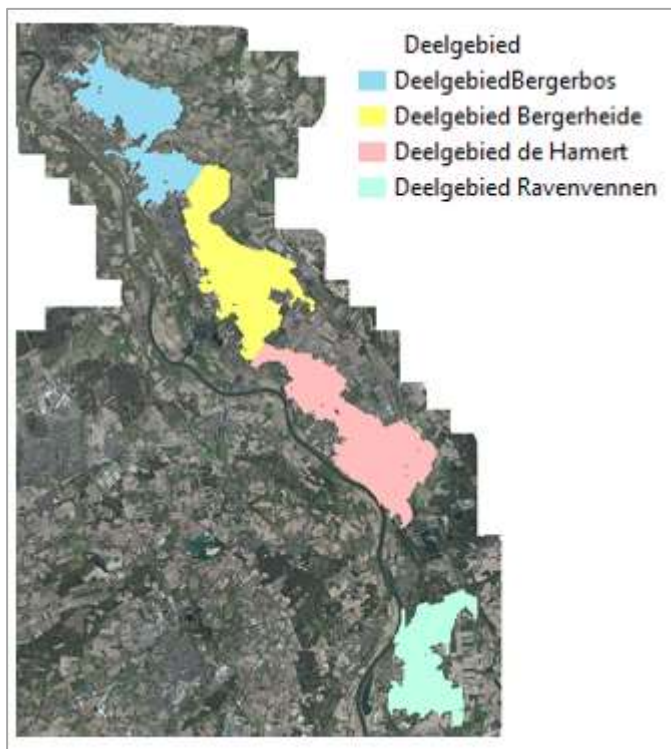 Deelgebied
DeelgebiedBergerbos
Deelgebied Bergerheide
Deelgebied de Hamert
Deelgebied Ravenvennen